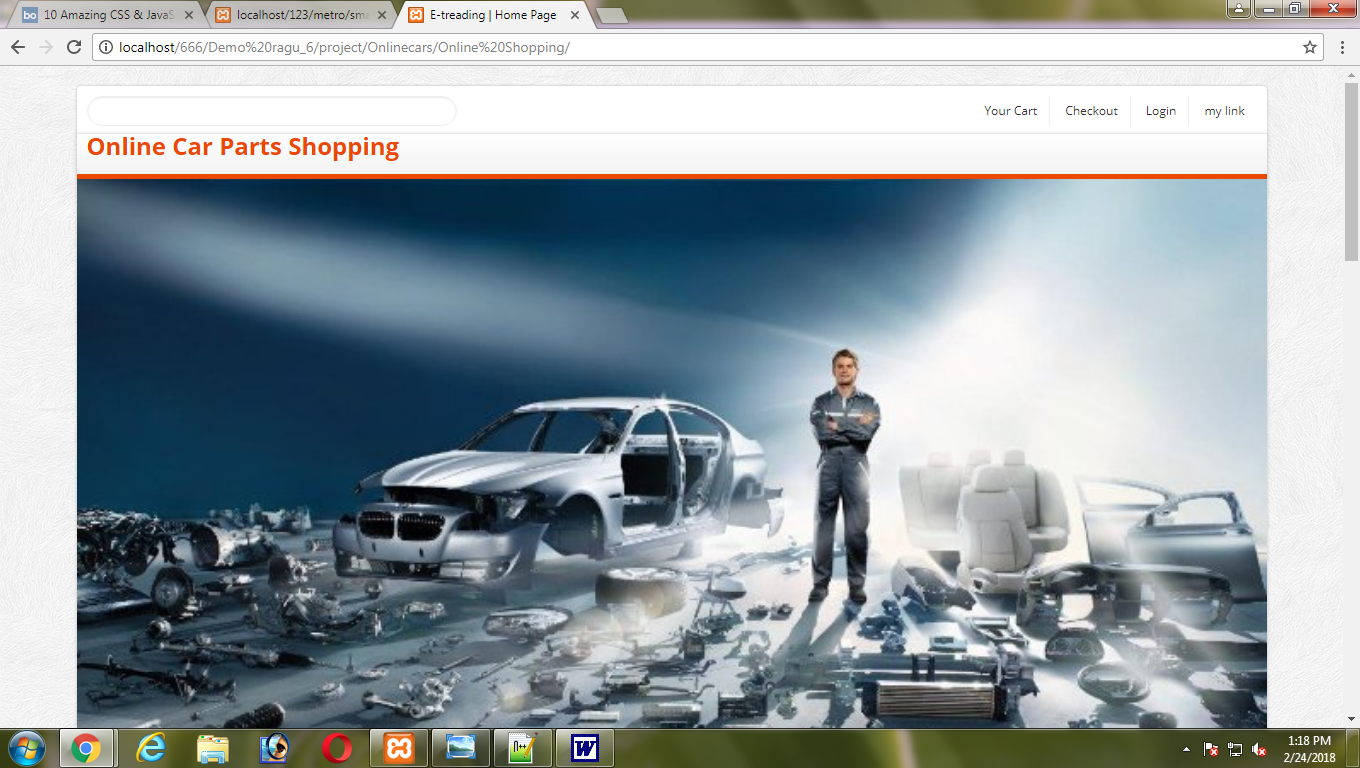 10 Amazing CSS & JavaS
localhost/123/metro/sma
E-treading | Home Page
localhost/666/Demo%20ragu_6/project/Onlinecars/Online%20Shopping/
Your Cart
Checkout
Login
my link
Online Car Parts Shopping
1:18 PM
2/24/2018